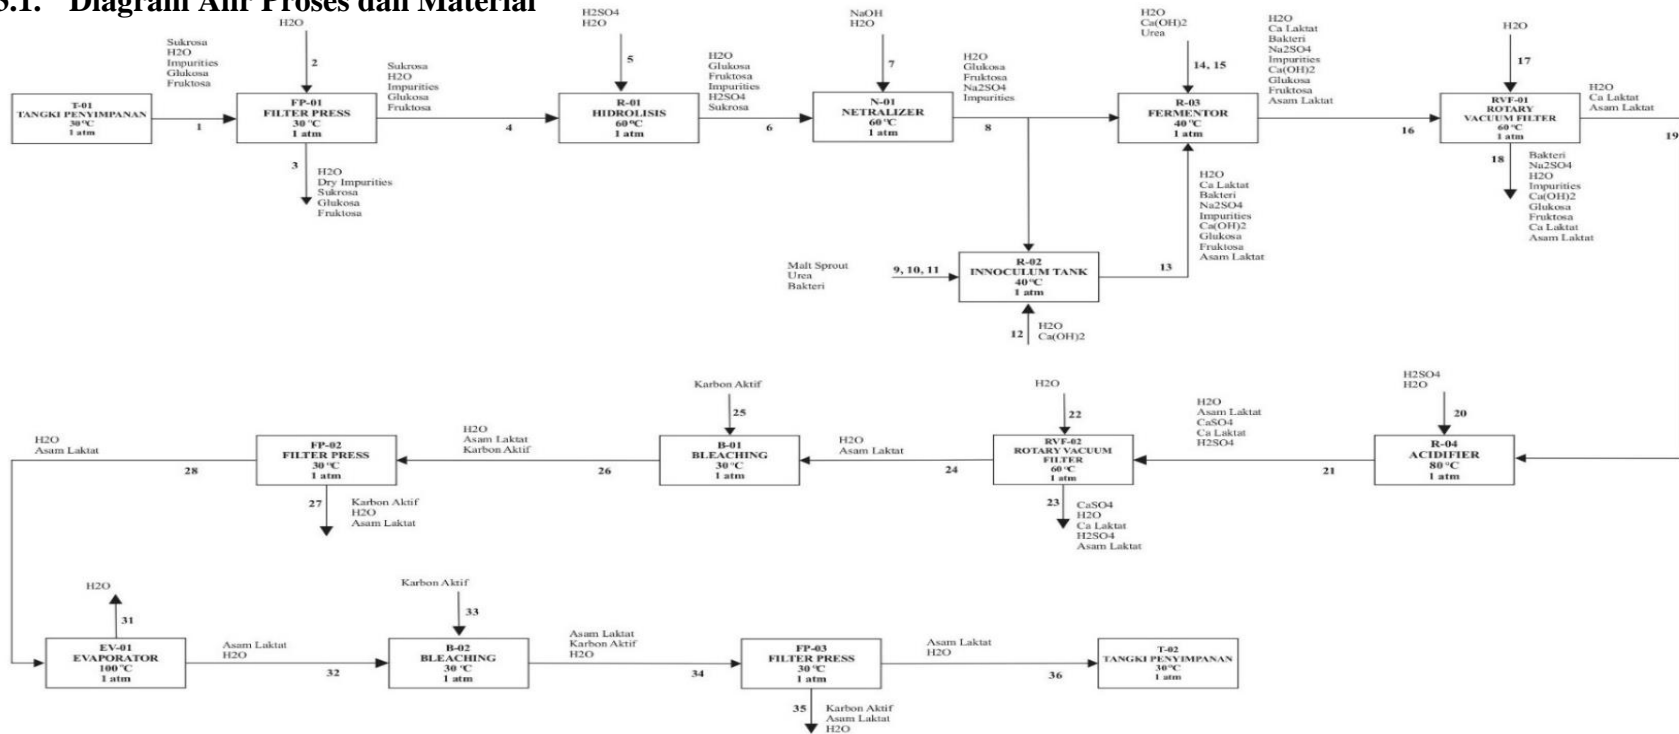 3.1. Diagram Alir Proses dan Material
Sukrosa
H2O
Impurities
Glukosa
Fruktosa
H2O
2
Sukrosa
H2O
Impurities
Glukosa
Fruktosa
H2SO4
H2O
5
H2O
Glukosa
Fruktosa
Impurities
H2SO4
Sukrosa
NaOH
H2O
7
H2O
Glukosa
Fruktosa
Na2SO4
Impurities
H2O
Ca(OH)2
Urea
14, 15
H2O
Ca Laktat
Bakteri
Na2SO4
Impurities
Ca(OH)2
Glukosa
Fruktosa
Asam Laktat
H2O
17
H2O
Ca Laktat
Asam Laktat
T-01
TANGKI PENYIMPANAN
30 °C
1 atm
1
FP-01
FILTER PRESS
30 °C
1 atm
4
R-01
HIDROLISIS
60 °C
1 atm
6
N-01
NETRALIZER
60 °C
1 atm
8
R-03
FERMENTOR
40 °C
1 atm
16
RVF-01
ROTARY
VACUUM FILTER
60 °C
1 atm
19
3
H2O
Dry Impurities
Sukrosa
Glukosa
Fruktosa
H2O
Ca Laktat
Bakteri
Na2SO4
Impurities
Ca(OH)2
Glukosa
Fruktosa
Asam Laktat
18
Bakteri
Na2SO4
H2O
Impurities
Ca(OH)2
Glukosa
Fruktosa
Ca Laktat
Asam Laktat
Malt Sprout
Urea
Bakteri
9, 10, 11
R-02
INNOCULUM TANK
40 °C
1 atm
13
12
H2O
Ca(OH)2
H2SO4
H2O
20
R-04
ACIDIFIER
80 °C
1 atm
H2O
Asam Laktat
CaSO4
Ca Laktat
H2SO4
21
H2O
22
RVF-02
ROTARY VACUUM
FILTER
60 °C
1 atm
23
CaSO4
H2O
Ca Laktat
H2SO4
Asam Laktat
H2O
Asam Laktat
24
Karbon Aktif
25
B-01
BLEACHING
30 °C
1 atm
H2O
Asam Laktat
Karbon Aktif
26
FP-02
FILTER PRESS
30 °C
1 atm
27
Karbon Aktif
H2O
Asam Laktat
H2O
Asam Laktat
28
H2O
31
EV-01
EVAPORATOR
100 °C
1 atm
Asam Laktat
H2O
32
Karbon Aktif
33
B-02
BLEACHING
30 °C
1 atm
Asam Laktat
Karbon Aktif
H2O
34
FP-03
FILTER PRESS
30 °C
1 atm
35
Karbon Aktif
Asam Laktat
H2O
Asam Laktat
H2O
36
T-02
TANGKI PENYIMPANAN
30 °C
1 atm